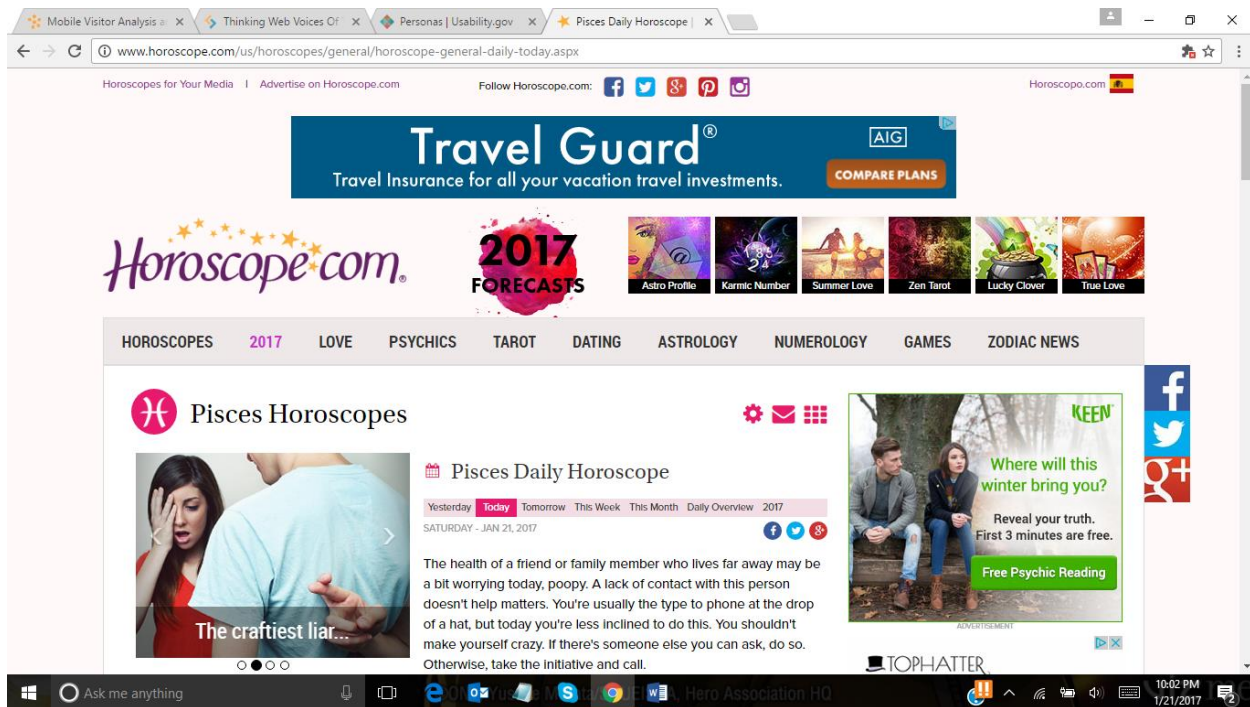 Mobile Visitor Analysis a
Thinking Web Voices Of T
Personas | Usability.gov
Pisces Daily Horoscope |
www.horoscope.com/us/horoscopes/general/horoscope-general-daily-today.aspx
Horoscopes for Your Media | Advertise on Horoscope.com
Follow Horoscope.com:
Horoscopo.com
Travel Guard®
Travel Insurance for all your vacation travel investments.
AIG
COMPARE PLANS
Horoscope.com®
2017
FORECASTS
Astro Profile
Karmic Number
Summer Love
Zen Tarot
Lucky Clover
True Love
HOROSCOPES 2017 LOVE PSYCHICS TAROT DATING ASTROLOGY NUMEROLOGY GAMES ZODIAC NEWS
Pisces Horoscopes
The craftiest liar...
Pisces Daily Horoscope
Yesterday Today Tomorrow This Week This Month Daily Overview 2017
SATURDAY - JAN 21, 2017
The health of a friend or family member who lives far away may be
a bit worrying today, poopy. A lack of contact with this person
doesn't help matters. You're usually the type to phone at the drop
of a hat, but today you're less inclined to do this. You shouldn't
make yourself crazy. If there's someone else you can ask, do so.
Otherwise, take the initiative and call.
KEEN
Where will this
winter bring you?
Reveal your truth.
First 3 minutes are free.
Free Psychic Reading
ADVERTISEMENT
TOPHATTER
Ask me anything
Hero Association HQ
10:02 PM
1/21/2017
2